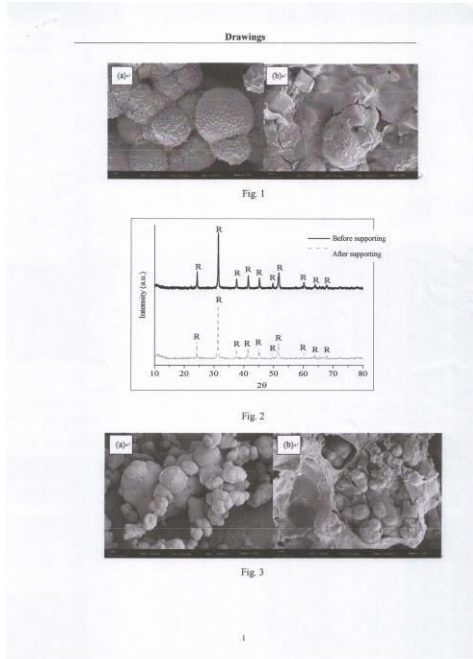 Drawings
(a)
(b)
Fig. 1
R
R
R
R
R
R
R
R
R
R
Before supporting
After supporting
R
R
R
R
R
R
R
R
R
R
Intensity (a.u.)
10
20
30
40
50
60
70
80
2θ
Fig. 2
(a)
(b)
Fig. 3
1